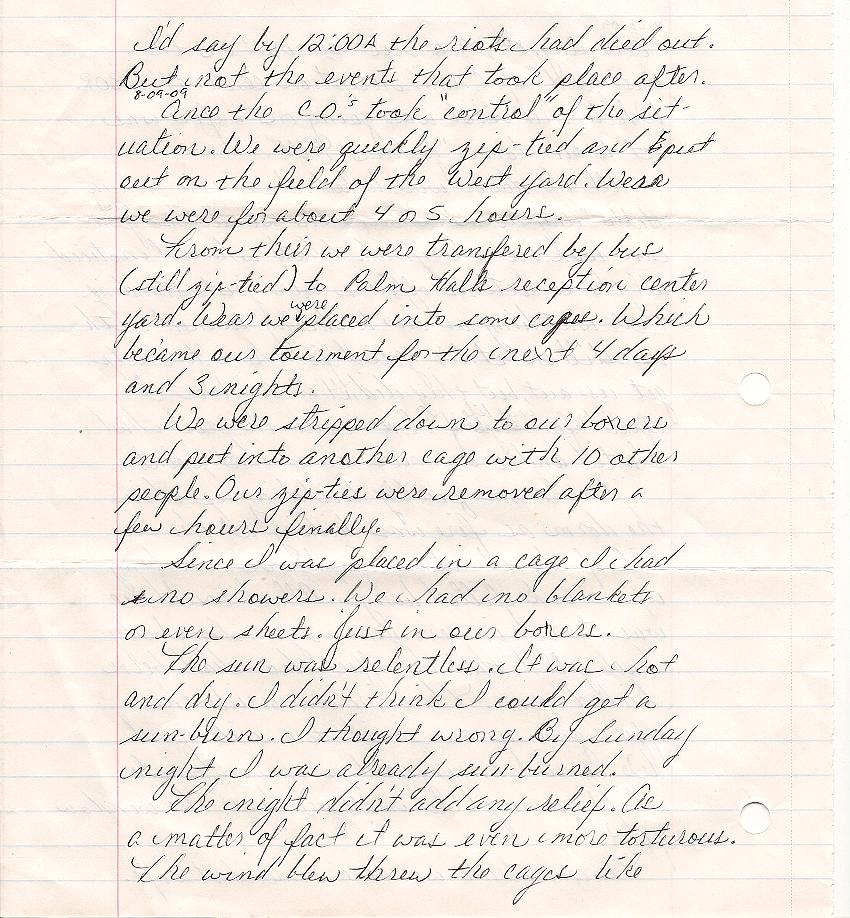 I'd say by 12:00A the riots had died out.
But not the events that took place after.
8-09-09
Once the C.O.'s took "control" of the sit-
uation. We were quickly zip-tied and put
out on the field of the West yard. Wear
we were for about 4 or 5 hours.
From their we were transfered by bus
(still zip-tied) to Palm Halls reception center
yard. Wear we were placed into some cages. Which
became our tourment for the next 4 days
and 3 nights.
We were stripped down to our boxers
and put into another cage with 10 other
people. Our zip-ties were removed after a
few hours finally.
Since I was placed in a cage I had
no showers. We had no blankets
or even sheets. Just in our boxers.
The sun was relentless. It was hot
and dry. I didn't think I could get a
sun-burn. I thought wrong. By Sunday
night I was already sun-burned.
The night didn't add any relief. As
a matter of fact it was even more torturous.
The wind blew threw the cages like